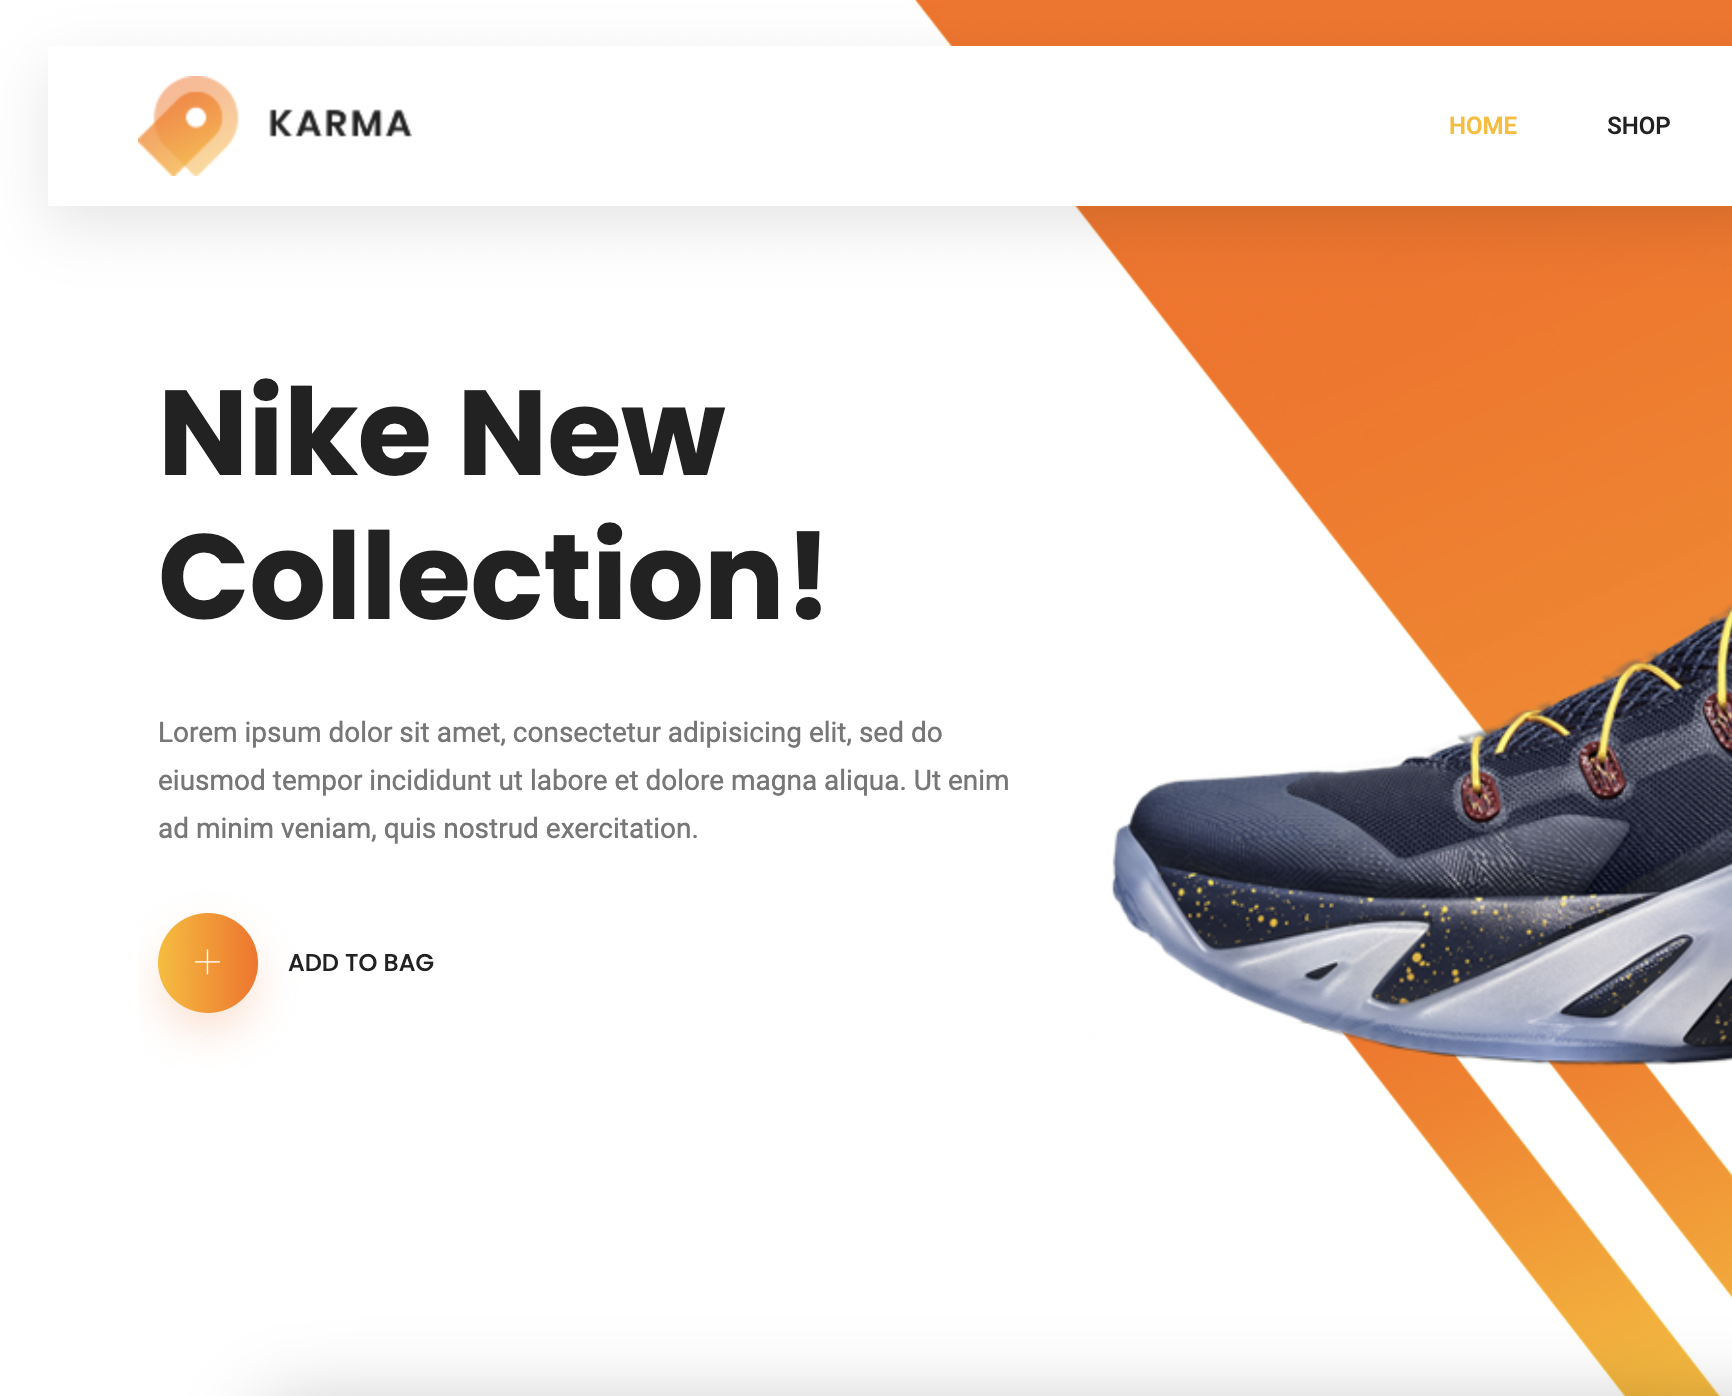 KARMA
HOME
SHOP
Nike New
Collection!
Lorem ipsum dolor sit amet, consectetur adipisicing elit, sed do
eiusmod tempor incididunt ut labore et dolore magna aliqua. Ut enim
ad minim veniam, quis nostrud exercitation.
ADD TO BAG